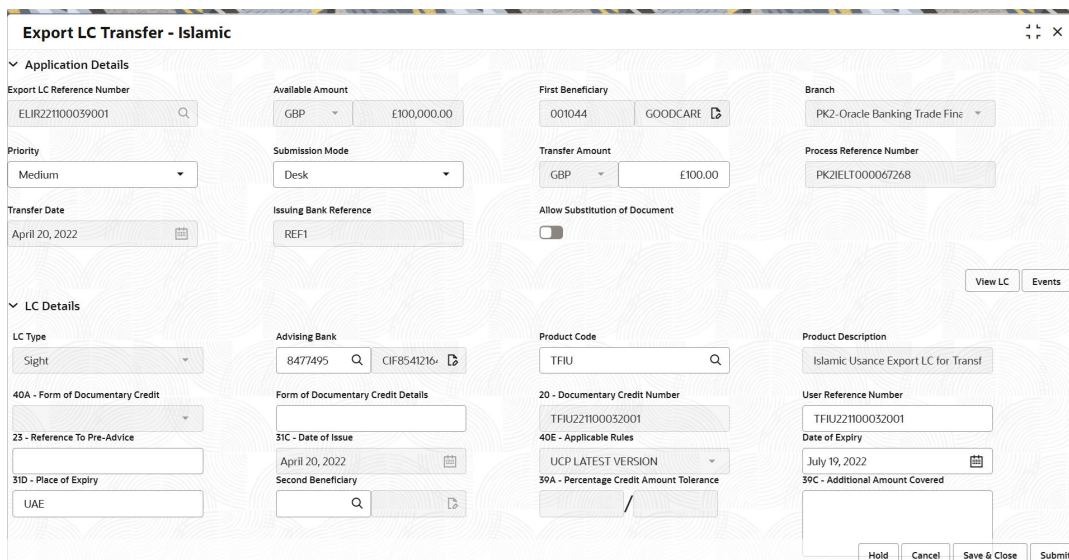 Export LC Transfer - Islamic
Application Details
Export LC Reference Number Available Amount First Beneficiary Branch
ELIR221100039001 GBP £100,000.00 001044 GOODCARE PK2-Oracle Banking Trade Fina
Priority Submission Mode Transfer Amount Process Reference Number
Medium Desk GBP £100.00 PK2IELT000067268
Transfer Date Issuing Bank Reference Allow Substitution of Document
April 20, 2022 REF1
View LC Events
LC Details
LC Type Advising Bank Product Code Product Description
Sight 8477495 CIF85412164 TFIU Islamic Usance Export LC for Transf
40A - Form of Documentary Credit Form of Documentary Credit Details 20 - Documentary Credit Number User Reference Number
TFIU221100032001 TFIU221100032001
23 - Reference To Pre-Advice 31C - Date of Issue 40E - Applicable Rules Date of Expiry
April 20, 2022 UCP LATEST VERSION July 19, 2022
31D - Place of Expiry Second Beneficiary 39A - Percentage Credit Amount Tolerance 39C - Additional Amount Covered
UAE /
Hold Cancel Save & Close Submit